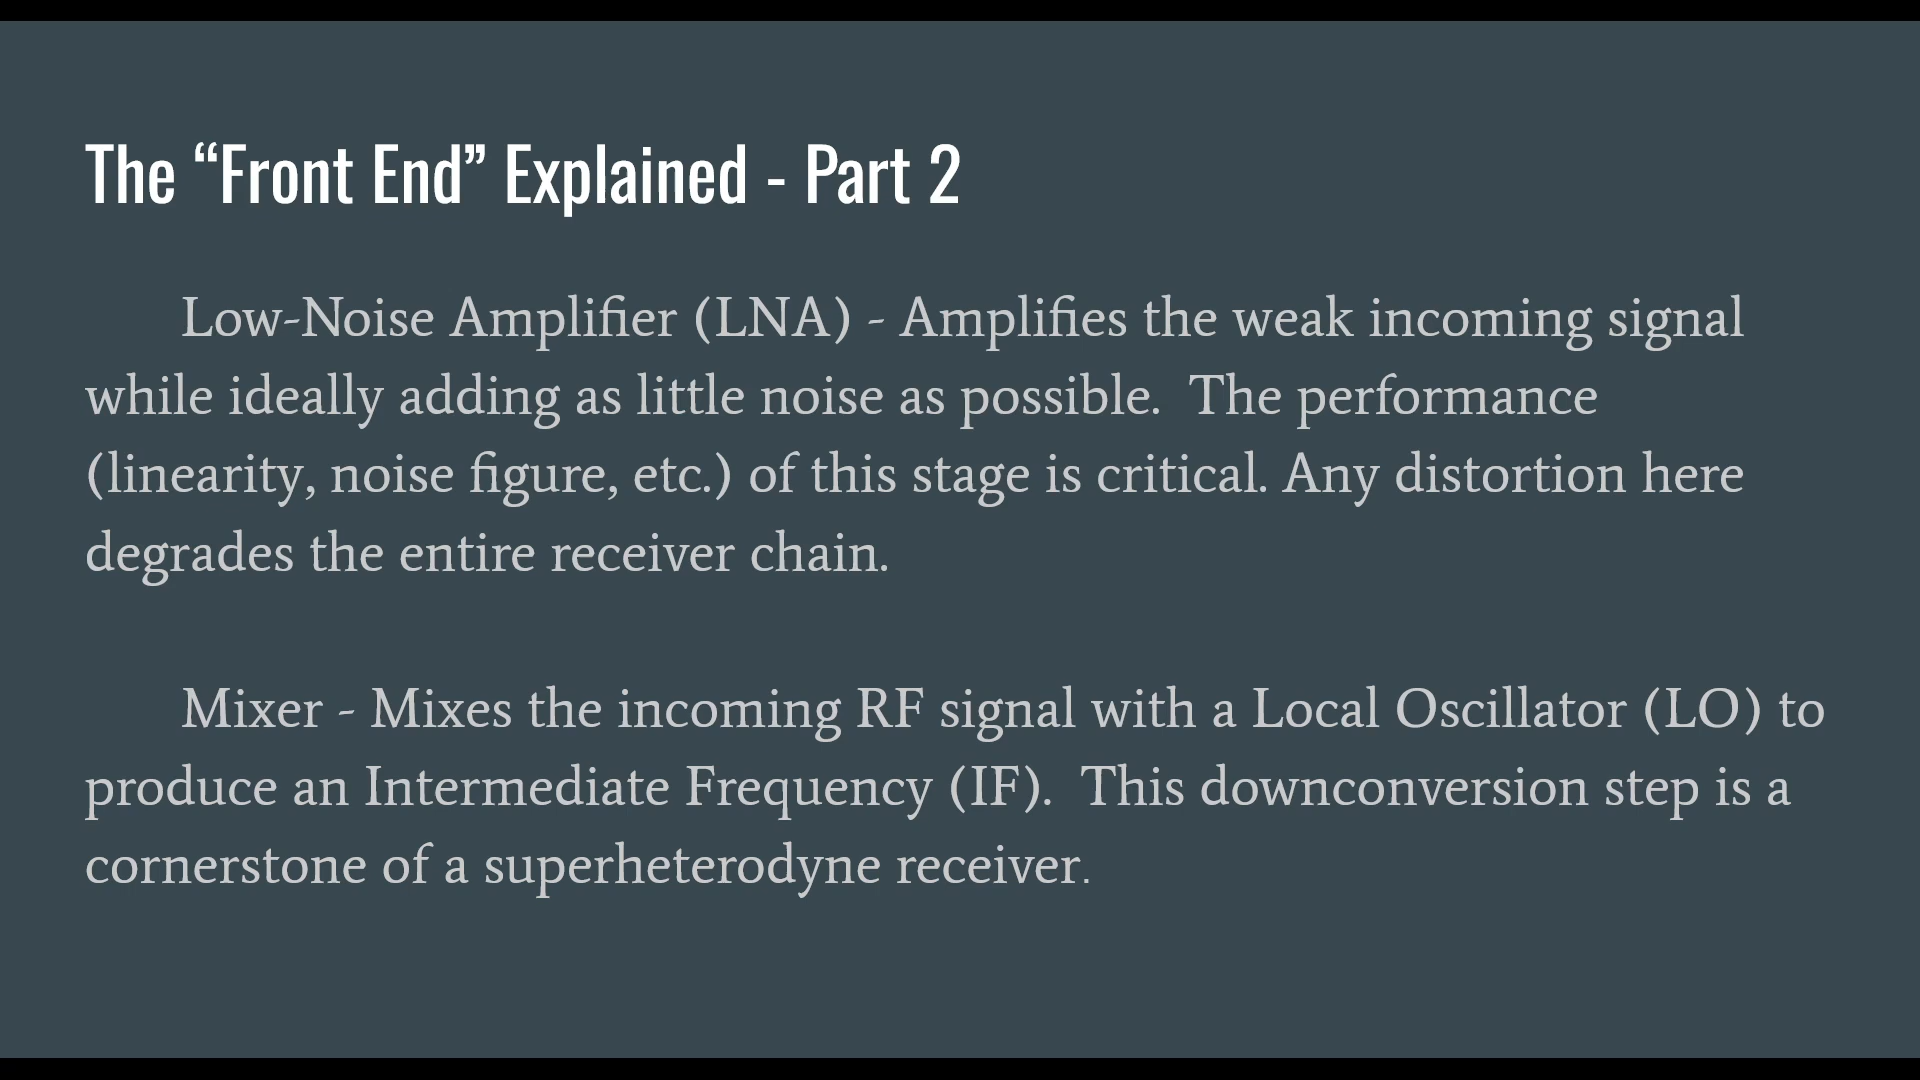 The “Front End” Explained - Part 2
Low-Noise Amplifier (LNA) - Amplifies the weak incoming signal
while ideally adding as little noise as possible.  The performance
(linearity, noise figure, etc.) of this stage is critical. Any distortion here
degrades the entire receiver chain.
Mixer - Mixes the incoming RF signal with a Local Oscillator (LO) to
produce an Intermediate Frequency (IF).  This downconversion step is a
cornerstone of a superheterodyne receiver.